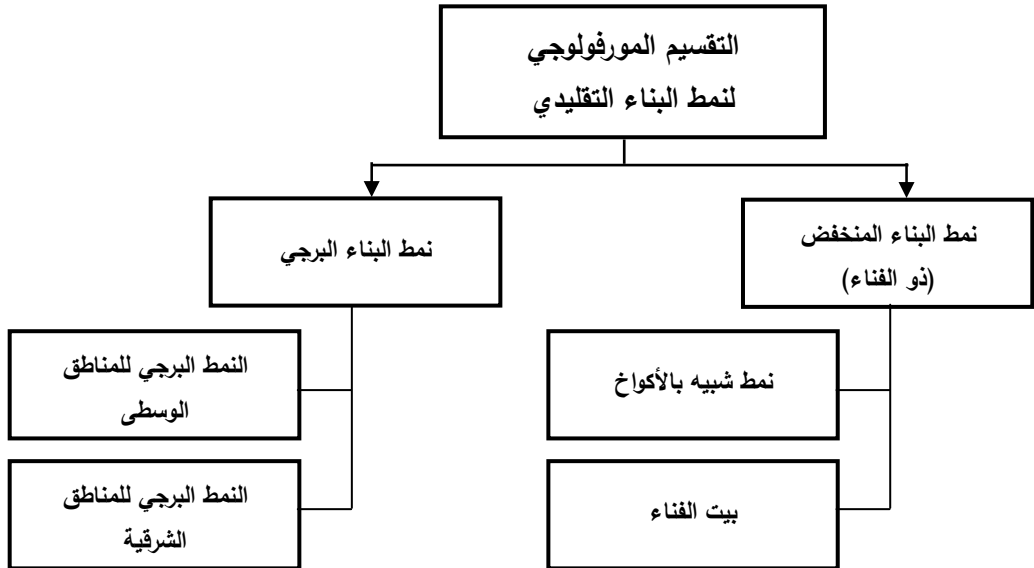 التقسيم المورفولوجي
لنمط البناء التقليدي
نمط البناء المنخفض
(ذو الفناء)
نمط شبيه بالأكواخ
بيت الفناء
نمط البناء البرجي
النمط البرجي للمناطق
الوسطى
النمط البرجي للمناطق
الشرقية